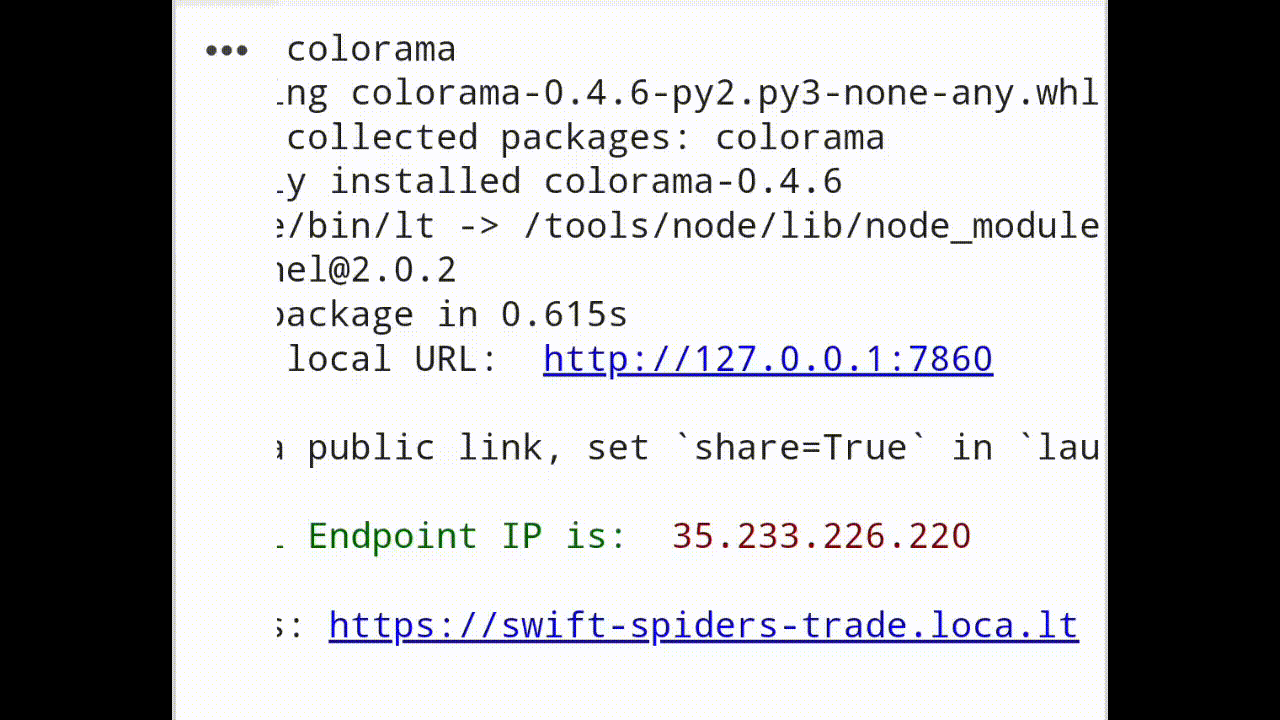 colorama
ng colorama-0.4.6-py2.py3-none-any.whl
collected packages: colorama
y installed colorama-0.4.6
/bin/lt -> /tools/node/lib/node_module
el@2.0.2
ackage in 0.615s
local URL: http://127.0.0.1:7860
a public link, set `share=True` in `lau
Endpoint IP is: 35.233.226.220
s: https://swift-spiders-trade.loca.lt